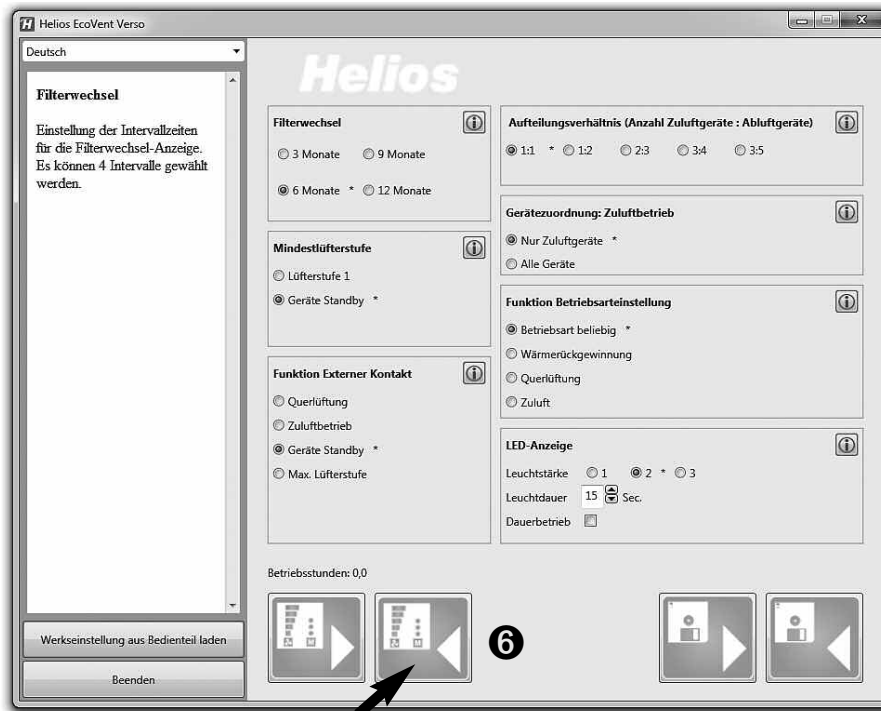 Helios EcoVent Verso
Deutsch
Filterwechsel
Einstellung der Intervallzeiten
für die Filterwechsel-Anzeige.
Es können 4 Intervalle gewählt
werden.
Werkseinstellung aus Bedienteil laden
Beenden
Helios
Filterwechsel
3 Monate 9 Monate
6 Monate * 12 Monate
Mindestlüfterstufe
Lüfterstufe 1
Geräte Standby *
Funktion Externer Kontakt
Querlüftung
Zuluftbetrieb
Geräte Standby *
Max. Lüfterstufe
Aufteilungsverhältnis (Anzahl Zuluftgeräte : Abluftgeräte)
1:1 * 1:2 2:3 3:4 3:5
Gerätezuordnung: Zuluftbetrieb
Nur Zuluftgeräte *
Alle Geräte
Funktion Betriebsarteinstellung
Betriebsart beliebig *
Wärmerückgewinnung
Querlüftung
Zuluft
LED-Anzeige
Leuchtstärke 1 2 * 3
Leuchtdauer 15 Sec.
Dauerbetrieb
Betriebsstunden: 0,0
❻